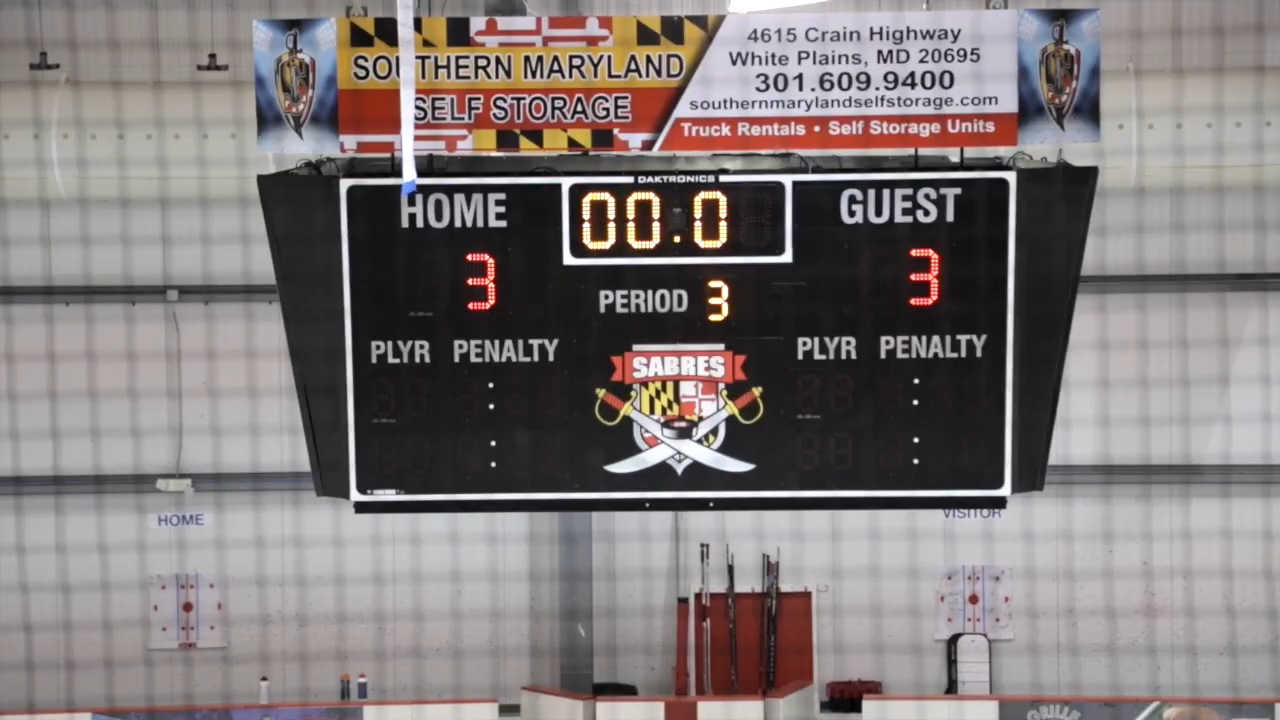 SOUTHERN MARYLAND
SELF STORAGE
4615 Crain Highway
White Plains, MD 20695
301.609.9400
southernmarylandselfstorage.com
Truck Rentals • Self Storage Units
DAKTRONICS
HOME
00.0
GUEST
3
PERIOD 3
3
PLYR PENALTY
PLYR PENALTY
SABRES
HOME
VISITOR
GRILLE